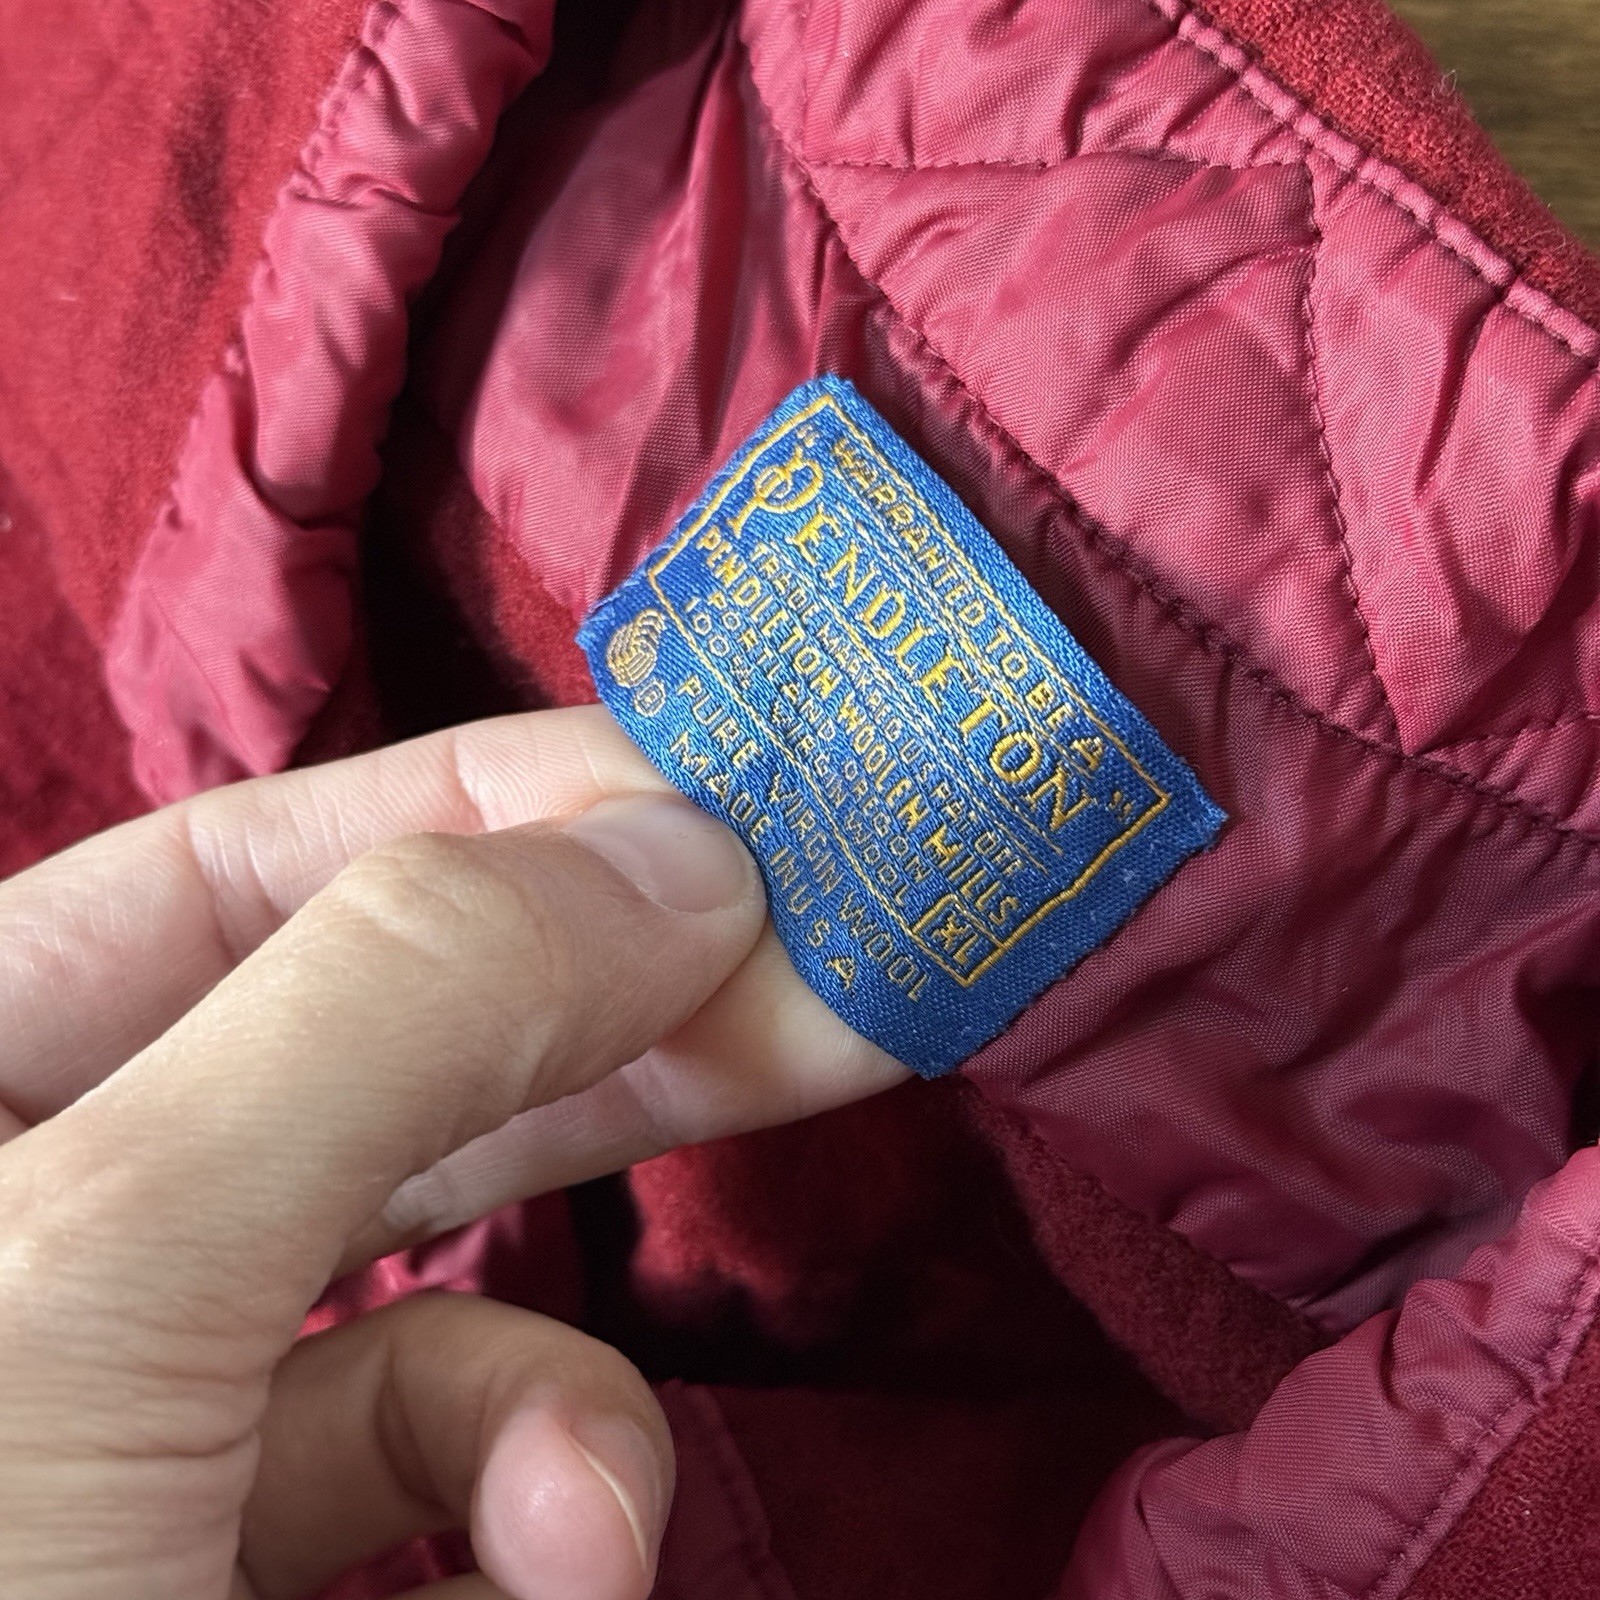 "WARRANTED TO BE A
PENDLETON"
TRADE MARK REG U S PAT. OFF
PENDLETON WOOLEN MILLS
PORTLAND, OREGON
100% VIRGIN WOOL XL
PURE VIRGIN WOOL
MADE IN U S A